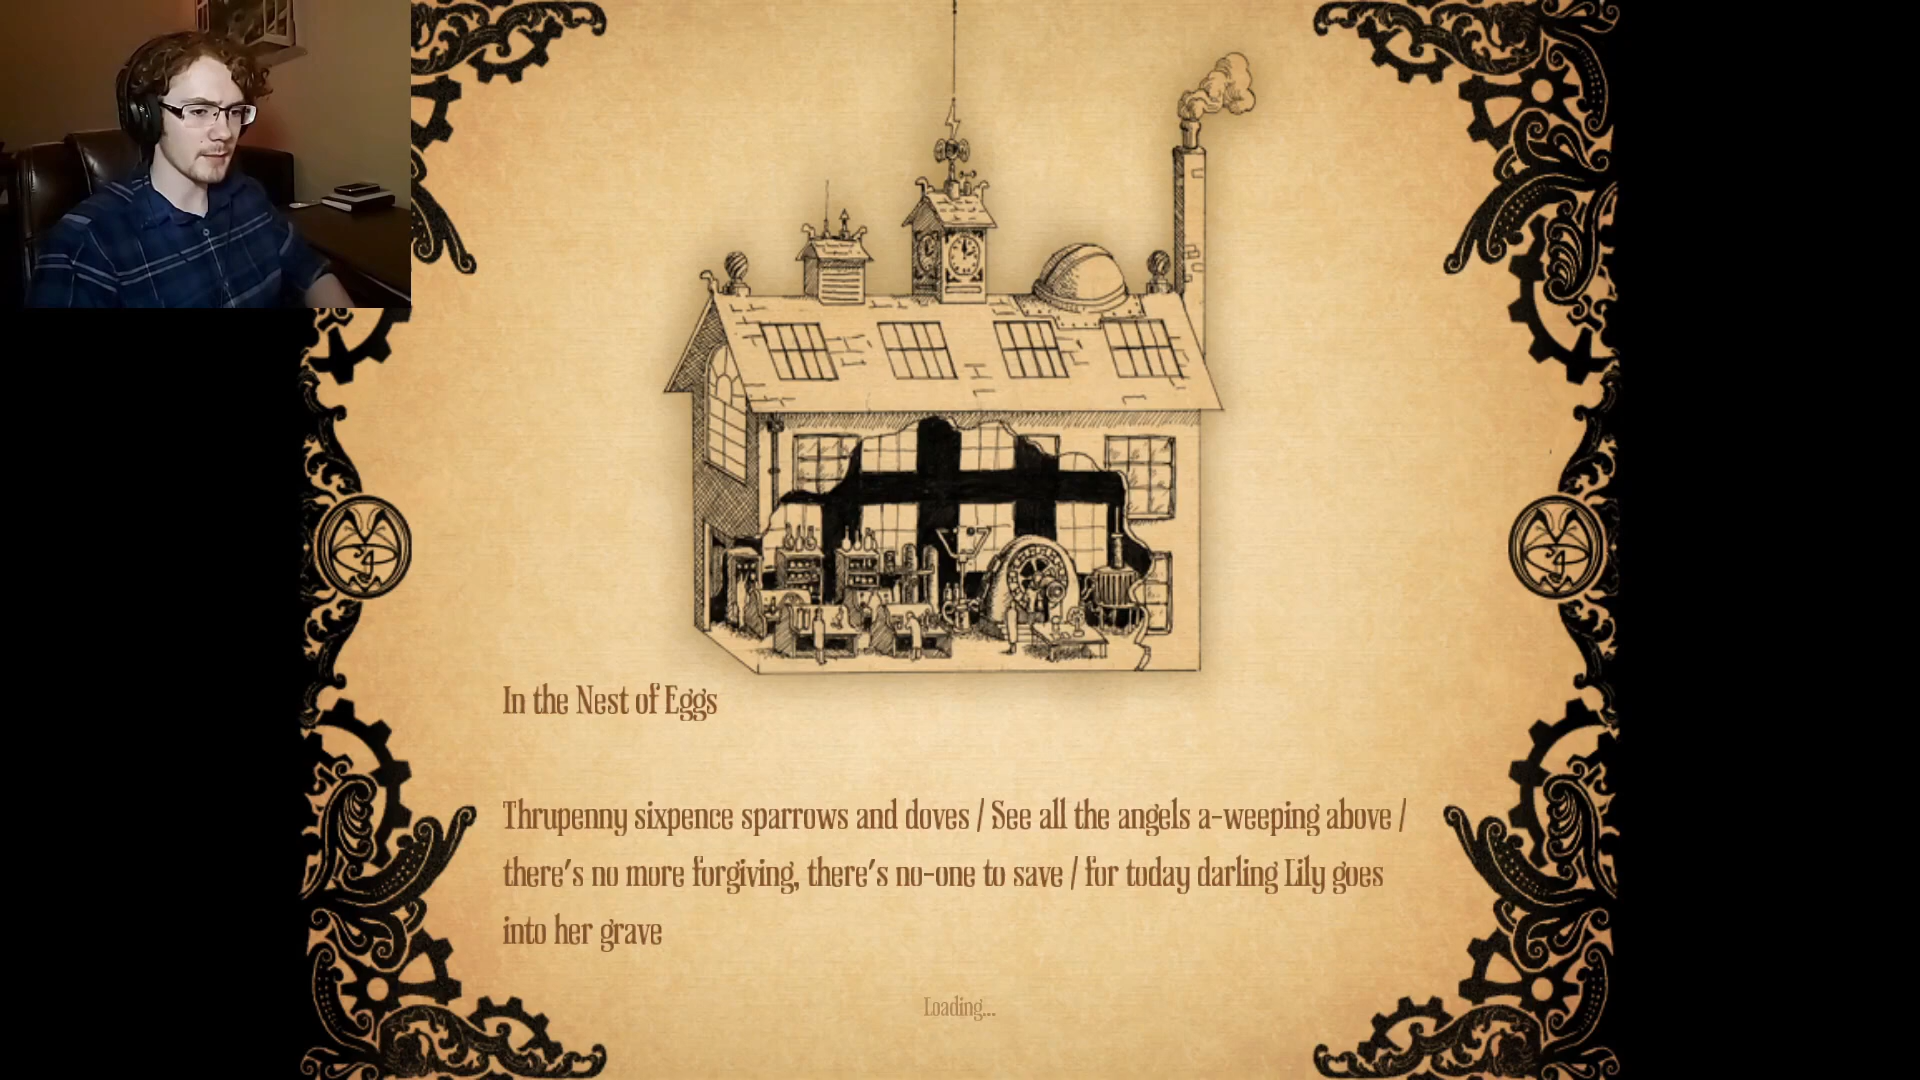 In the Nest of Eggs
Thrupenny sixpence sparrows and doves / See all the angels a-weeping above /
there's no more forgiving, there's no-one to save / for today darling Lily goes
into her grave
Loading...